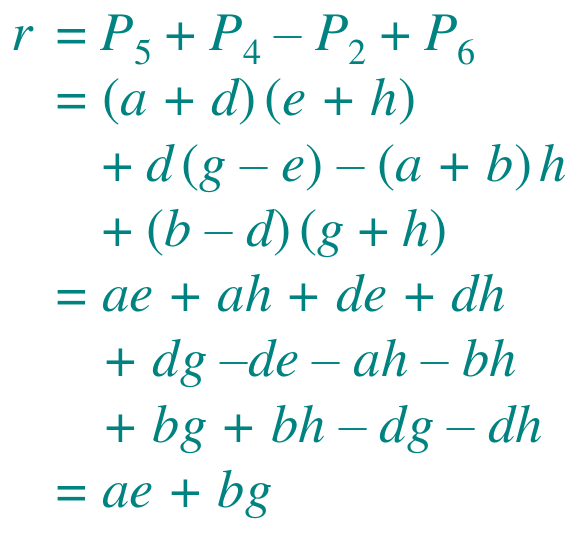 r = P₅ + P₄ – P₂ + P₆
= (a + d) (e + h)
+ d (g – e) – (a + b) h
+ (b – d) (g + h)
= ae + ah + de + dh
+ dg –de – ah – bh
+ bg + bh – dg – dh
= ae + bg